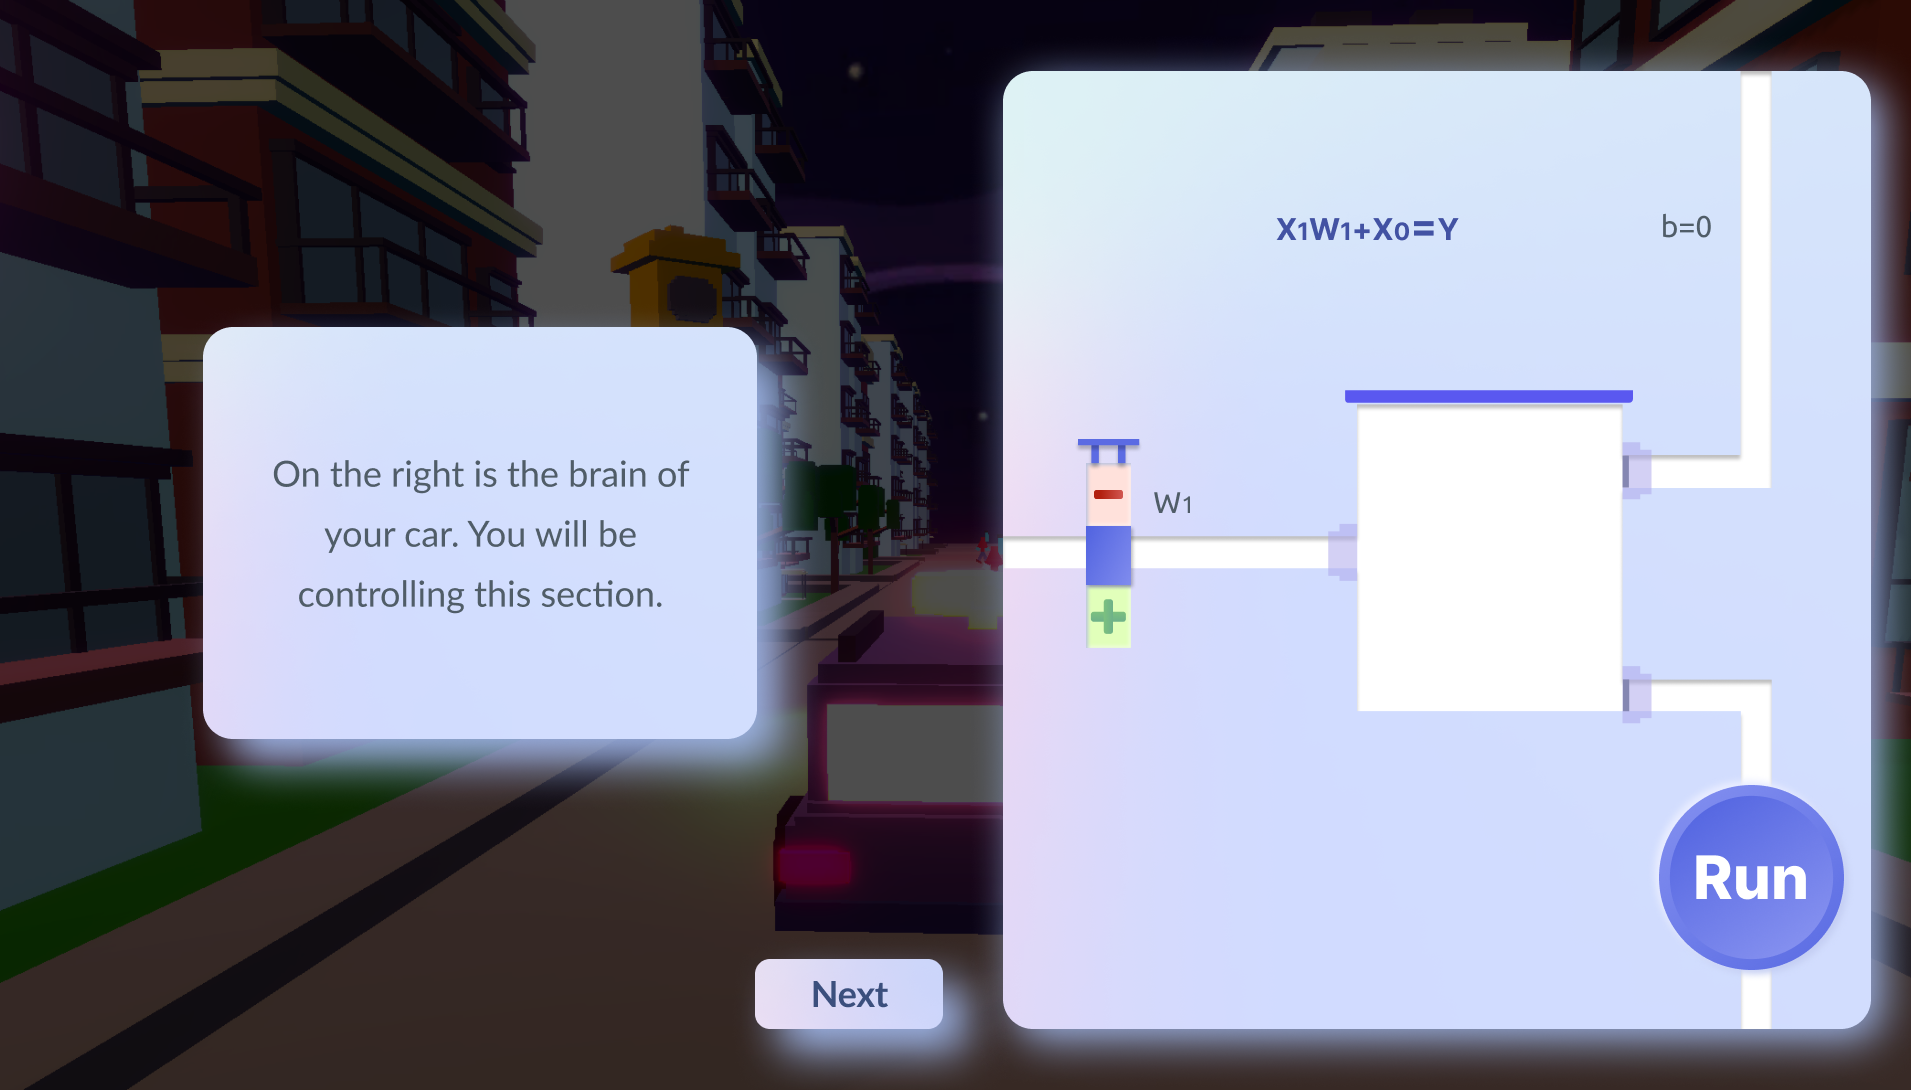 On the right is the brain of
your car. You will be
controlling this section.
Next
X1W1+X0=Y
b=0
W1
Run